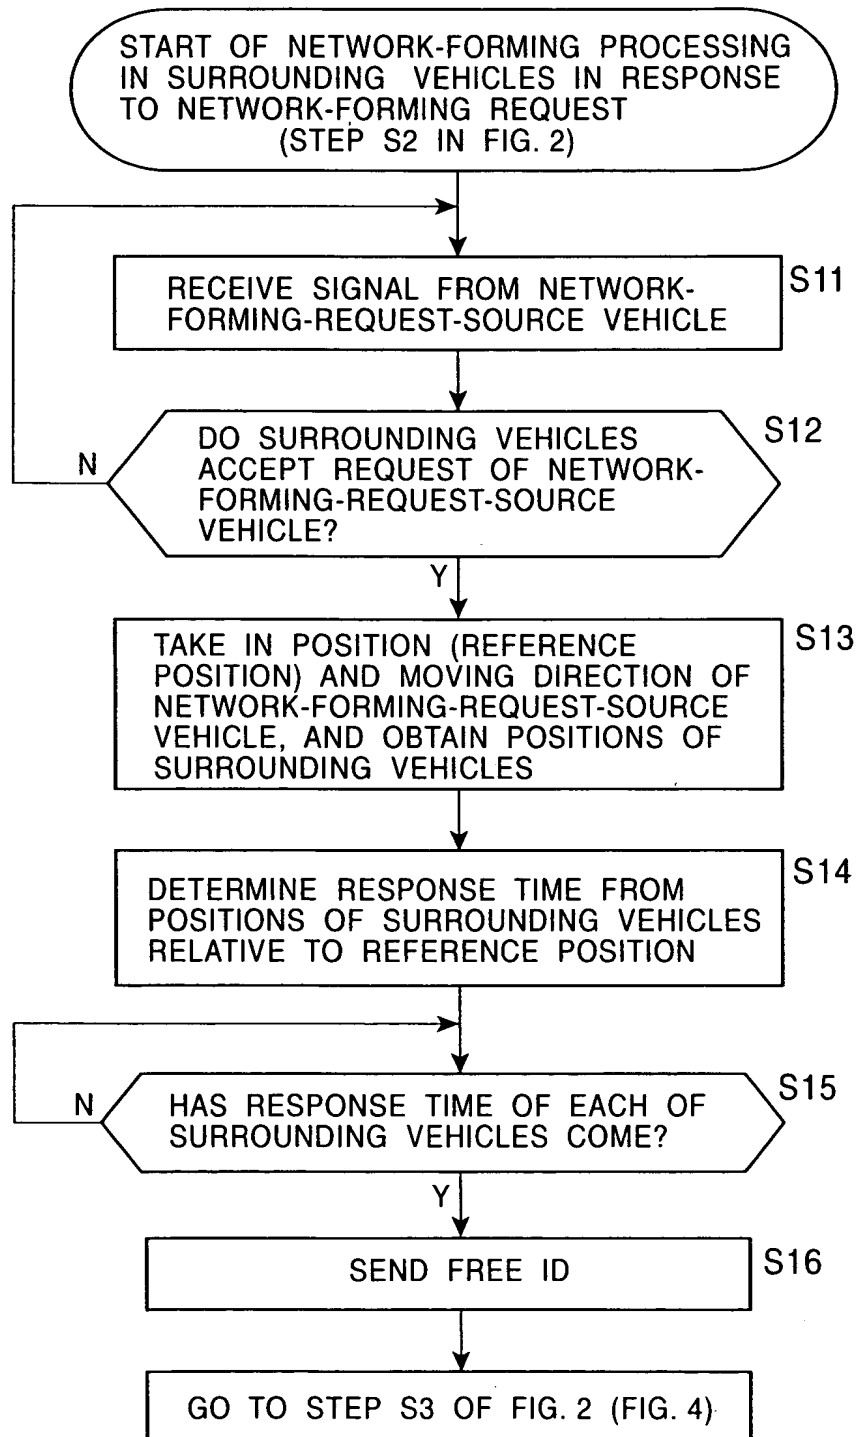 START OF NETWORK-FORMING PROCESSING
IN SURROUNDING VEHICLES IN RESPONSE
TO NETWORK-FORMING REQUEST
(STEP S2 IN FIG. 2)
S11
RECEIVE SIGNAL FROM NETWORK-
FORMING-REQUEST-SOURCE VEHICLE
S12
DO SURROUNDING VEHICLES
ACCEPT REQUEST OF NETWORK-
FORMING-REQUEST-SOURCE
VEHICLE?
N
Y
S13
TAKE IN POSITION (REFERENCE
POSITION) AND MOVING DIRECTION OF
NETWORK-FORMING-REQUEST-SOURCE
VEHICLE, AND OBTAIN POSITIONS OF
SURROUNDING VEHICLES
S14
DETERMINE RESPONSE TIME FROM
POSITIONS OF SURROUNDING VEHICLES
RELATIVE TO REFERENCE POSITION
S15
N
HAS RESPONSE TIME OF EACH OF
SURROUNDING VEHICLES COME?
Y
SEND FREE ID
S16
GO TO STEP S3 OF FIG. 2 (FIG. 4)